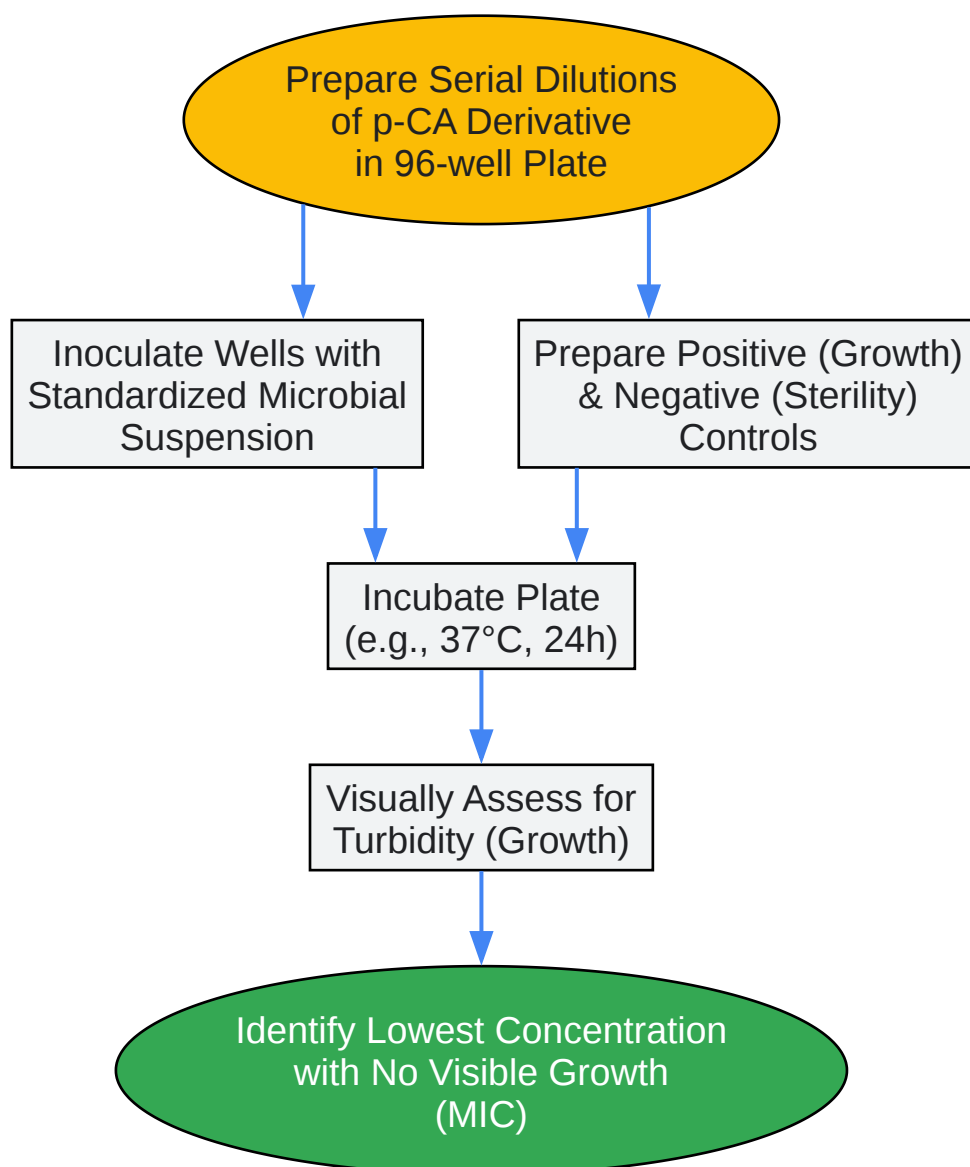 Prepare Serial Dilutions
of p-CA Derivative
in 96-well Plate
Inoculate Wells with
Standardized Microbial
Suspension
Prepare Positive (Growth)
& Negative (Sterility)
Controls
Incubate Plate
(e.g., 37°C, 24h)
Visually Assess for
Turbidity (Growth)
Identify Lowest Concentration
with No Visible Growth
(MIC)